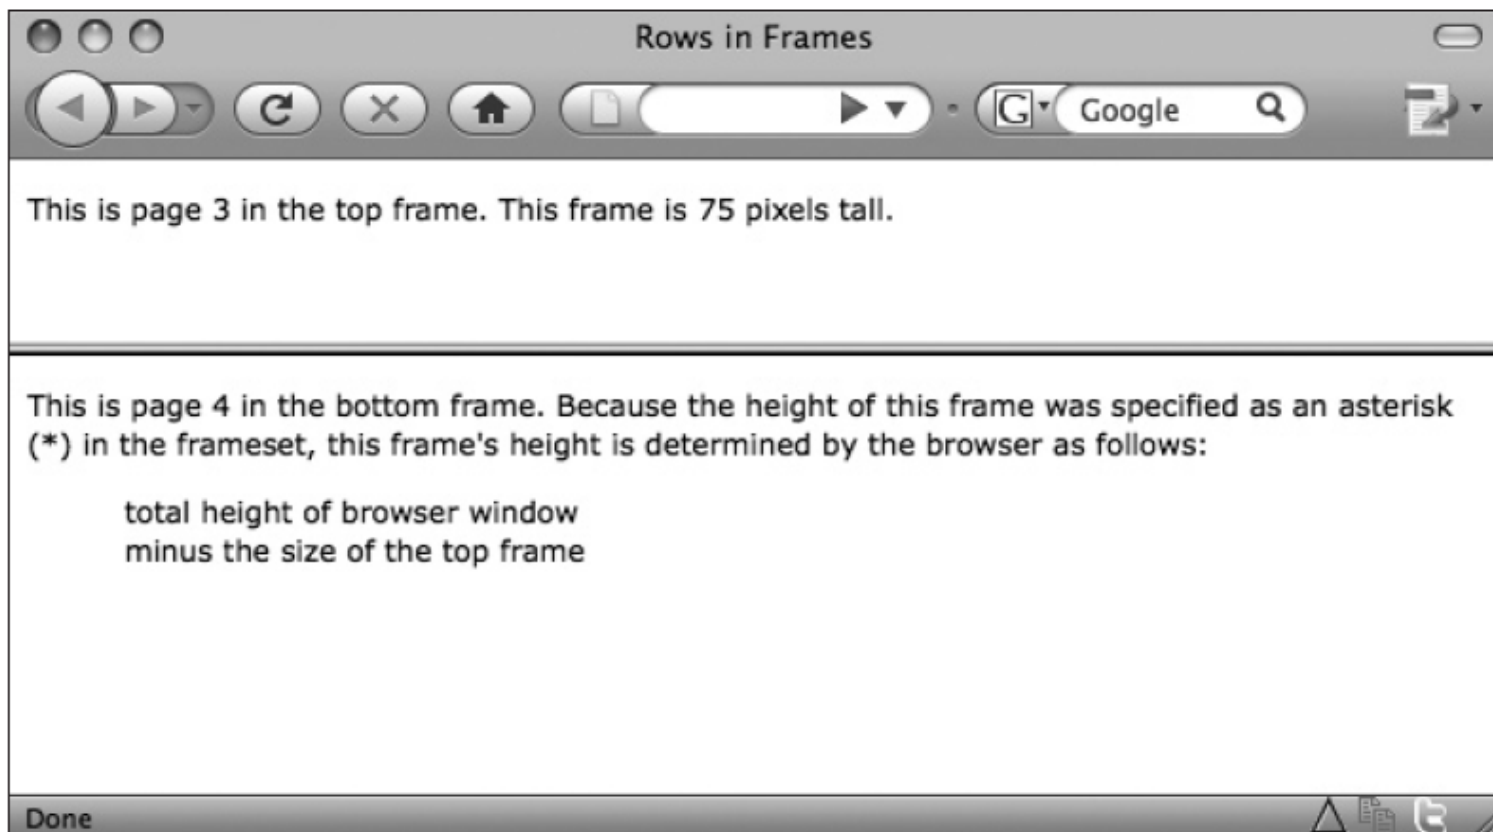 Rows in Frames
G Google
This is page 3 in the top frame. This frame is 75 pixels tall.
This is page 4 in the bottom frame. Because the height of this frame was specified as an asterisk
(*) in the frameset, this frame's height is determined by the browser as follows:
total height of browser window
minus the size of the top frame
Done